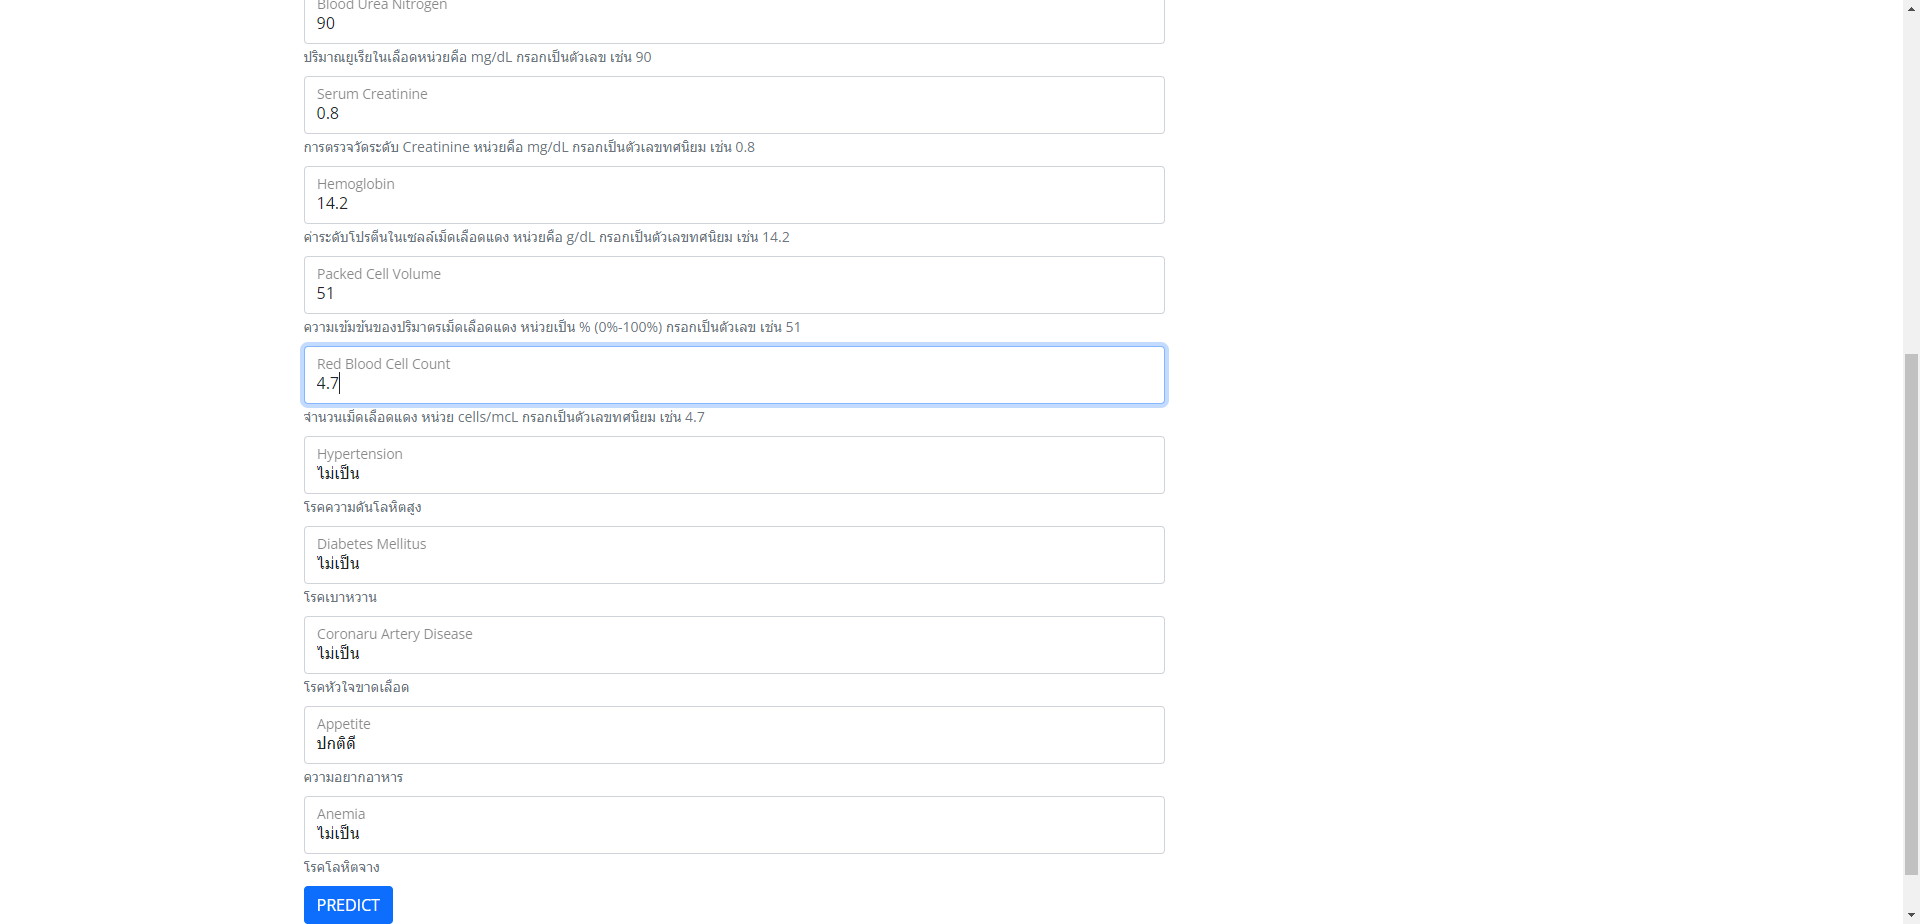 Blood Urea Nitrogen
90
ปริมาณยูเรียในเลือดหน่วยคือ mg/dL กรอกเป็นตัวเลข เช่น 90
Serum Creatinine
0.8
การตรวจวัดระดับ Creatinine หน่วยคือ mg/dL กรอกเป็นตัวเลขทศนิยม เช่น 0.8
Hemoglobin
14.2
ค่าระดับโปรตีนในเซลล์เม็ดเลือดแดง หน่วยคือ g/dL กรอกเป็นตัวเลขทศนิยม เช่น 14.2
Packed Cell Volume
51
ความเข้มข้นของปริมาตรเม็ดเลือดแดง หน่วยเป็น % (0%-100%) กรอกเป็นตัวเลข เช่น 51
Red Blood Cell Count
4.7
จำนวนเม็ดเลือดแดง หน่วย cells/mcL กรอกเป็นตัวเลขทศนิยม เช่น 4.7
Hypertension
ไม่เป็น
โรคความดันโลหิตสูง
Diabetes Mellitus
ไม่เป็น
โรคเบาหวาน
Coronaru Artery Disease
ไม่เป็น
โรคหัวใจขาดเลือด
Appetite
ปกติดี
ความอยากอาหาร
Anemia
ไม่เป็น
โรคโลหิตจาง
PREDICT